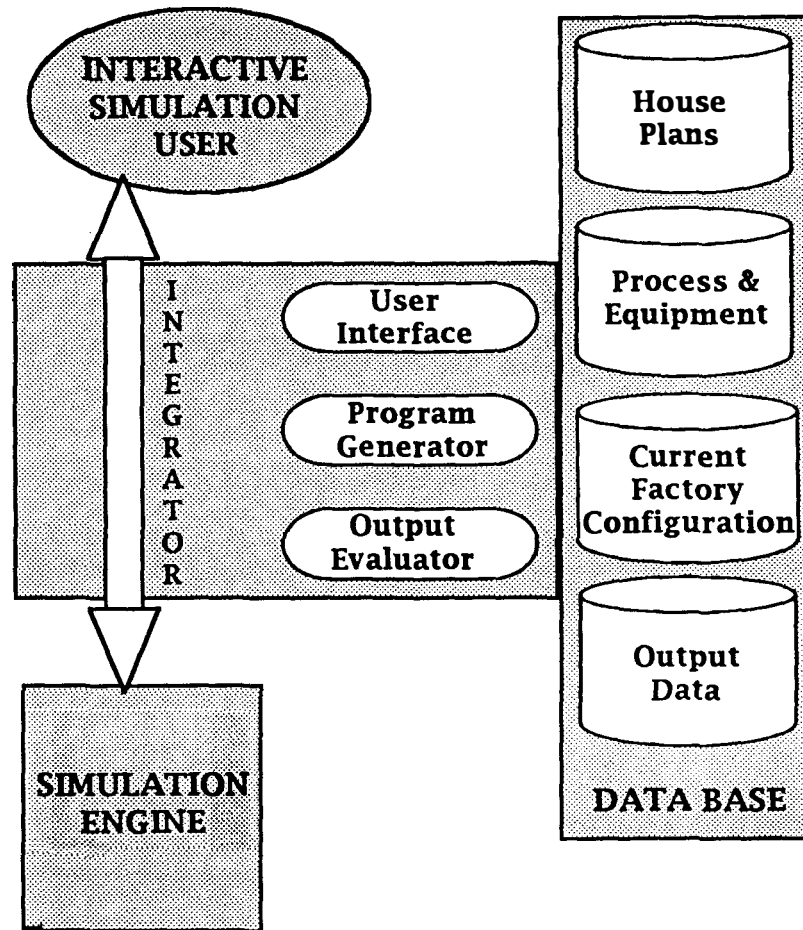 INTERACTIVE
SIMULATION
USER
INTEGRATOR
User
Interface
Program
Generator
Output
Evaluator
SIMULATION
ENGINE
House
Plans
Process &
Equipment
Current
Factory
Configuration
Output
Data
DATA BASE